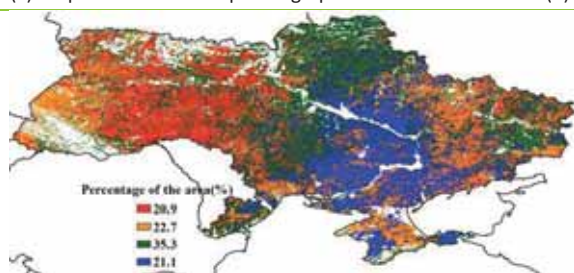 Percentage of the area(%)
20.9
22.7
35.3
21.1